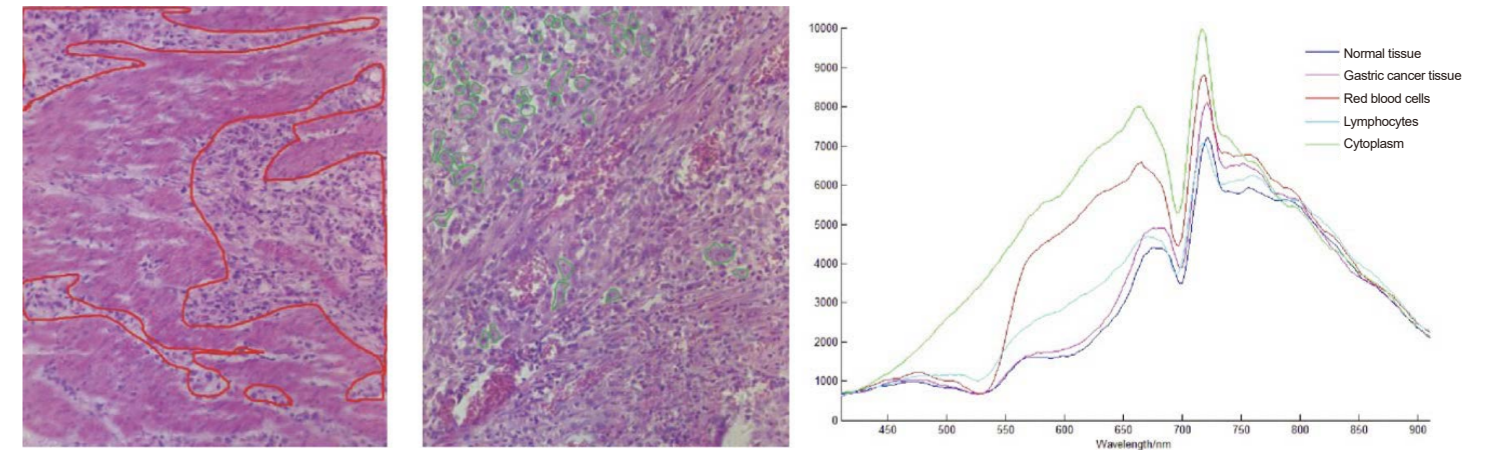 10000
9000
8000
7000
6000
5000
4000
3000
2000
1000
0
450 500 550 600 650 700 750 800 850 900
Wavelength/nm
Normal tissue
Gastric cancer tissue
Red blood cells
Lymphocytes
Cytoplasm